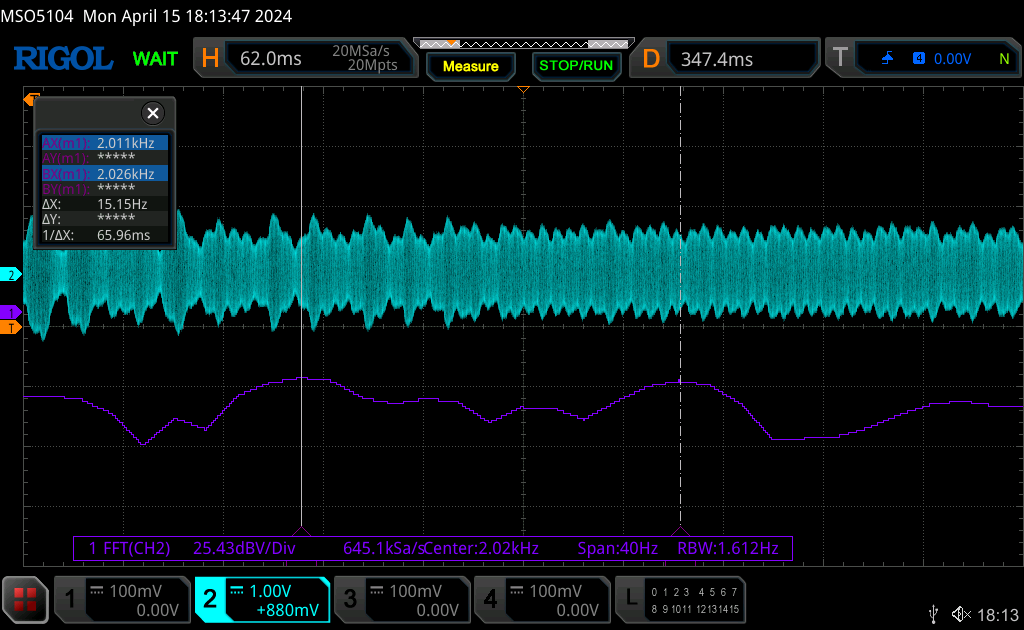 MSO5104 Mon April 15 18:13:47 2024
RIGOL WAIT H 62.0ms 20MSa/s 20Mpts Measure STOP/RUN D 347.4ms T 4 0.00V N
T
AX(m1): 2.011kHz
AY(m1): *****
BX(m1): 2.026kHz
BY(m1): *****
ΔX: 15.15Hz
ΔY: *****
1/ΔX: 65.96ms
2
1
T
1 FFT(CH2) 25.43dBV/Div 645.1kSa/sCenter:2.02kHz Span:40Hz RBW:1.612Hz
1 100mV 0.00V 2 1.00V +880mV 3 100mV 0.00V 4 100mV 0.00V L 0 1 2 3 4 5 6 7
8 9 10 11 12 13 14 15
18:13